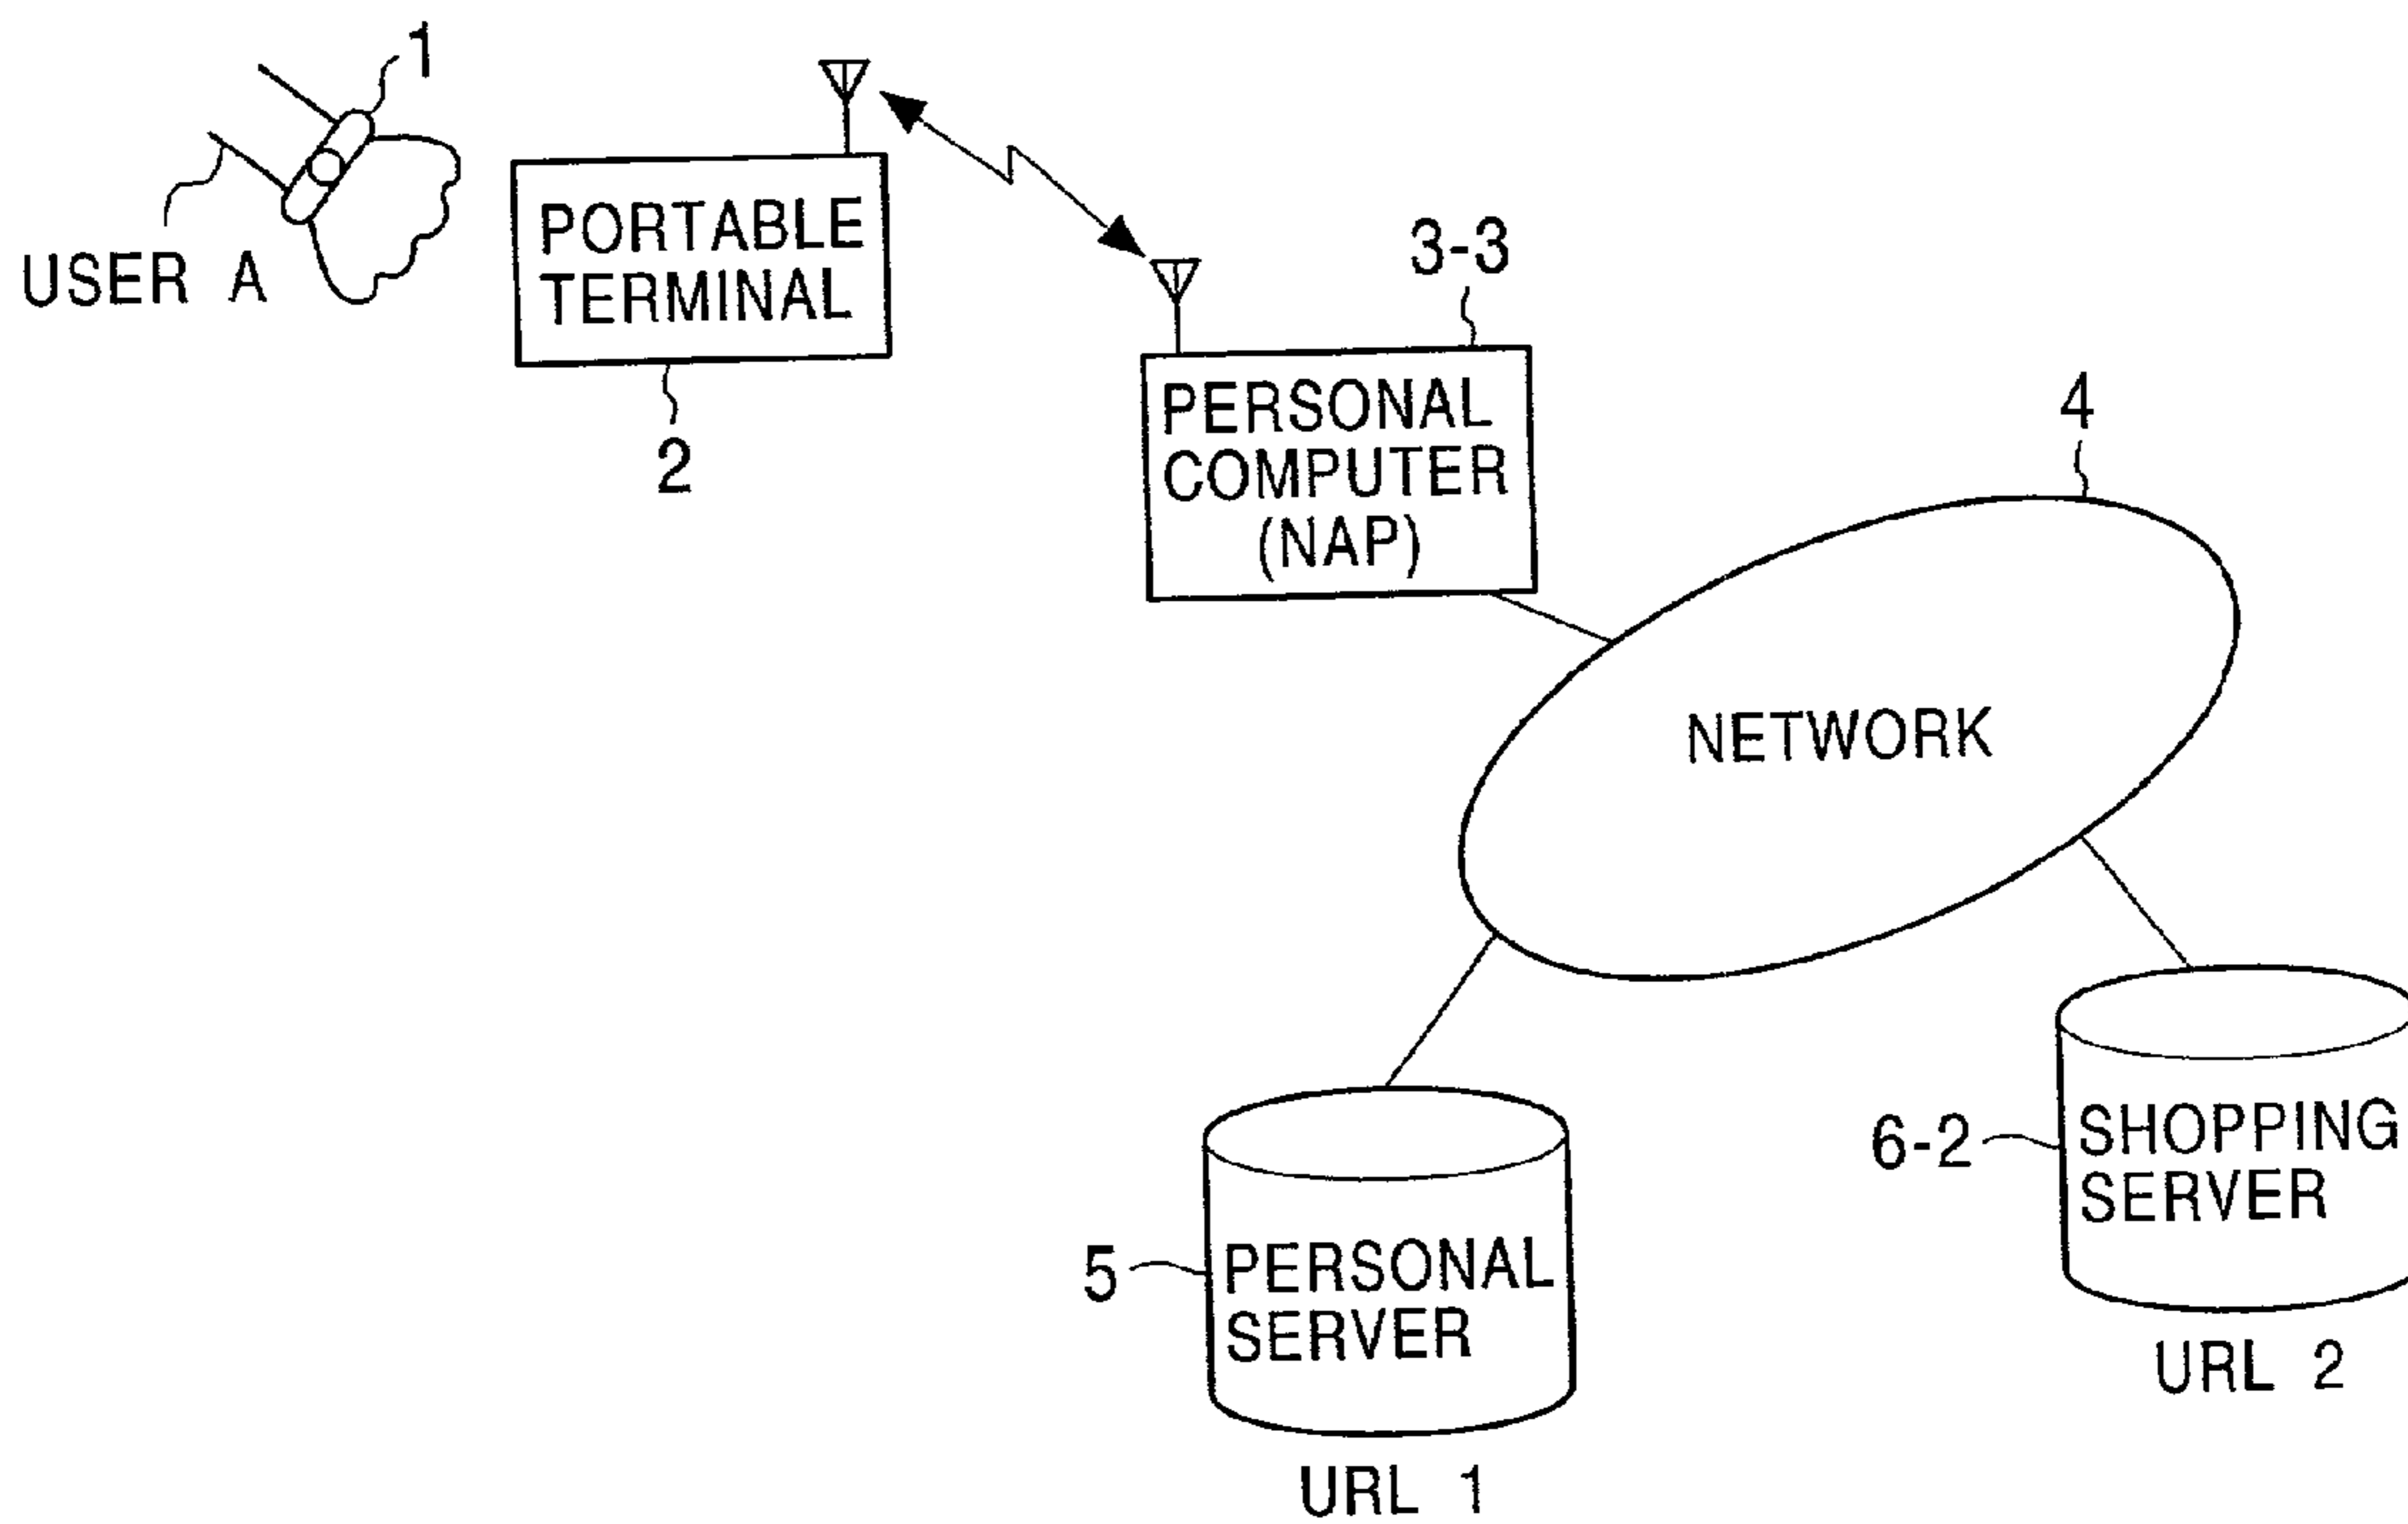 1
USER A
PORTABLE
TERMINAL
2
3-3
PERSONAL
COMPUTER
(NAP)
4
NETWORK
5
PERSONAL
SERVER
URL 1
6-2
SHOPPING
SERVER
URL 2